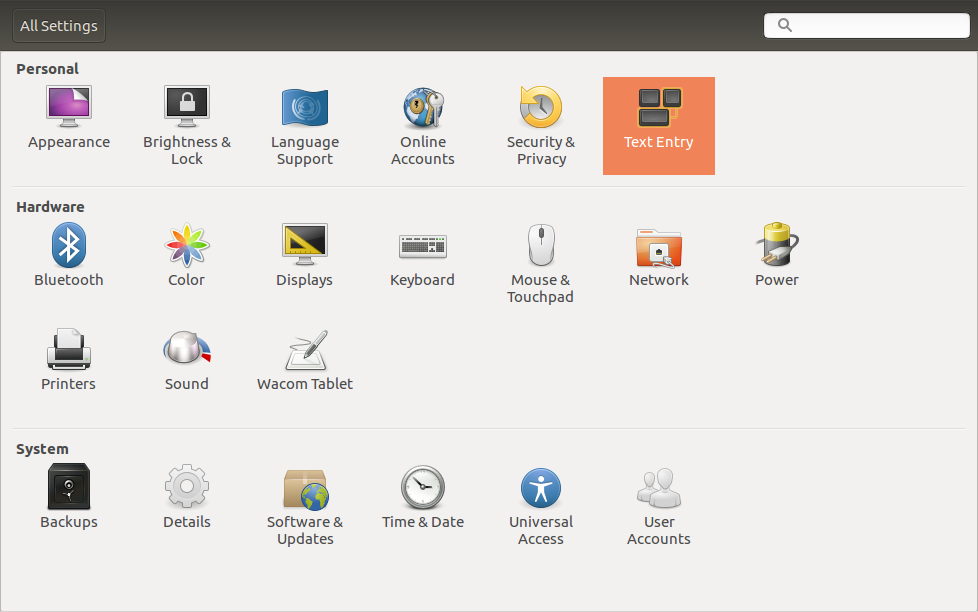 All Settings
Personal
Appearance
Brightness &
Lock
Language
Support
Online
Accounts
Security &
Privacy
Text Entry
Hardware
Bluetooth
Color
Displays
Keyboard
Mouse &
Touchpad
Network
Power
Printers
Sound
Wacom Tablet
System
Backups
Details
Software &
Updates
Time & Date
Universal
Access
User
Accounts